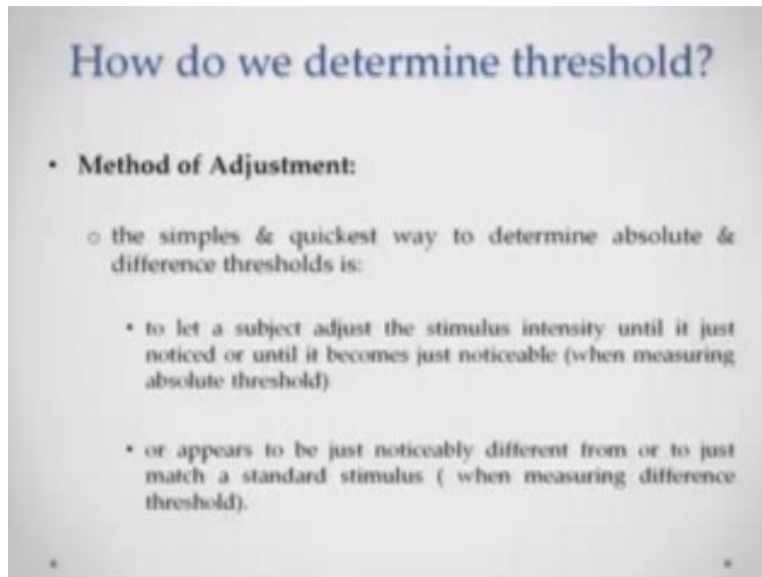 How do we determine threshold?
• Method of Adjustment:
o the simples & quickest way to determine absolute &
difference thresholds is:
• to let a subject adjust the stimulus intensity until it just
noticed or until it becomes just noticeable (when measuring
absolute threshold)
• or appears to be just noticeably different from or to just
match a standard stimulus ( when measuring difference
threshold).